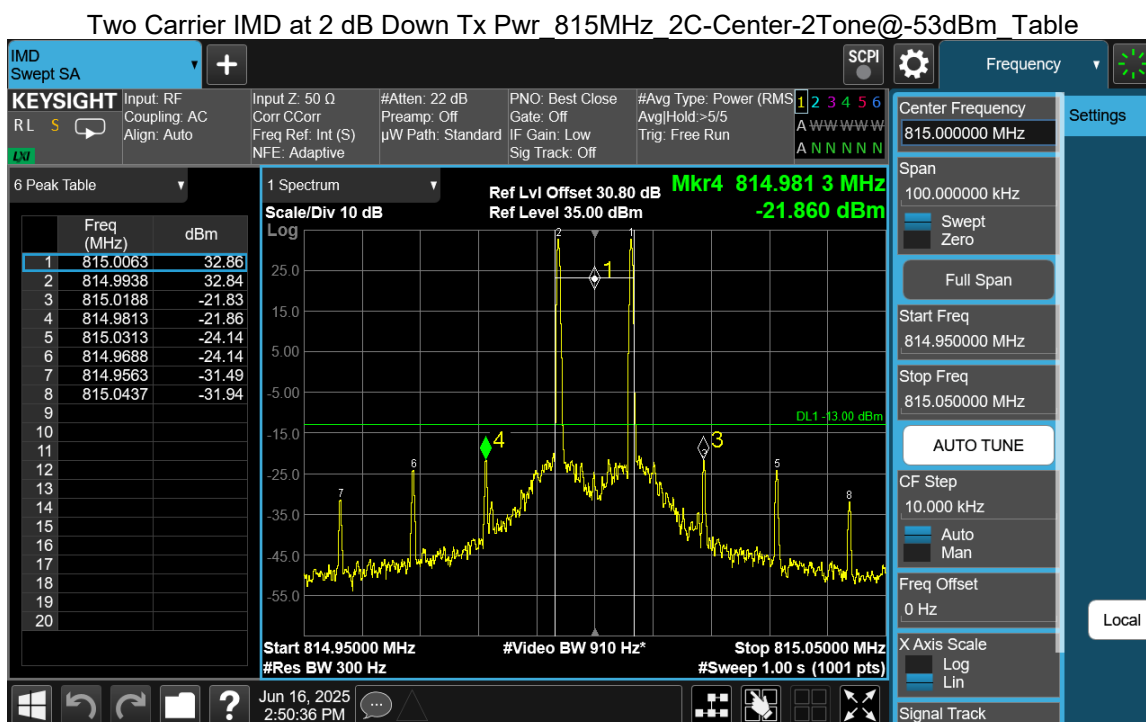 Two Carrier IMD at 2 dB Down Tx Pwr_815MHz_2C-Center-2Tone@-53dBm_Table
IMD
Swept SA
+
SCPI
Frequency
KEYSIGHT
R L S
LXI
Input: RF
Coupling: AC
Align: Auto
Input Z: 50 Ω
Corr CCorr
Freq Ref: Int (S)
NFE: Adaptive
#Atten: 22 dB
Preamp: Off
µW Path: Standard
PNO: Best Close
Gate: Off
IF Gain: Low
Sig Track: Off
#Avg Type: Power (RMS
Avg|Hold:>5/5
Trig: Free Run
1 2 3 4 5 6
A W W W W W
A N N N N N
6 Peak Table
Freq (MHz) dBm
1 815.0063 32.86
2 814.9938 32.84
3 815.0188 -21.83
4 814.9813 -21.86
5 815.0313 -24.14
6 814.9688 -24.14
7 814.9563 -31.49
8 815.0437 -31.94
9
10
11
12
13
14
15
16
17
18
19
20
1 Spectrum
Scale/Div 10 dB
Ref Lvl Offset 30.80 dB
Ref Level 35.00 dBm
Mkr4 814.981 3 MHz
-21.860 dBm
Log
2 1
25.0
1
15.0
5.00
-5.00
DL1 -13.00 dBm
-15.0
4 3
6 5
-25.0
7 8
-35.0
-45.0
-55.0
Start 814.95000 MHz
#Video BW 910 Hz*
Stop 815.05000 MHz
#Res BW 300 Hz
#Sweep 1.00 s (1001 pts)
Center Frequency
815.000000 MHz
Settings
Span
100.000000 kHz
Swept
Zero
Full Span
Start Freq
814.950000 MHz
Stop Freq
815.050000 MHz
AUTO TUNE
CF Step
10.000 kHz
Auto
Man
Freq Offset
0 Hz
Local
X Axis Scale
Log
Lin
Signal Track
?
Jun 16, 2025
2:50:36 PM